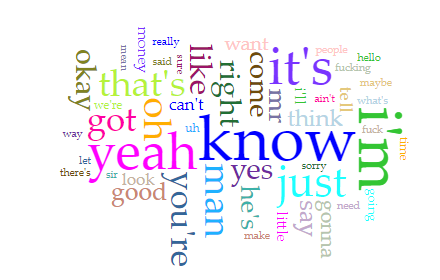 really
money
mean
said
okay
sure
like
want
people
it's
fucking
hello
maybe
that's
right
come
mr
i'll
tell
what's
we're
oh
can't
ain't
got
uh
know
think
i'm
fuck
time
way
yeah
let
there's
sir
look
good
you're
man
yes
he's
just
sorry
little
say
gonna
need
going
make